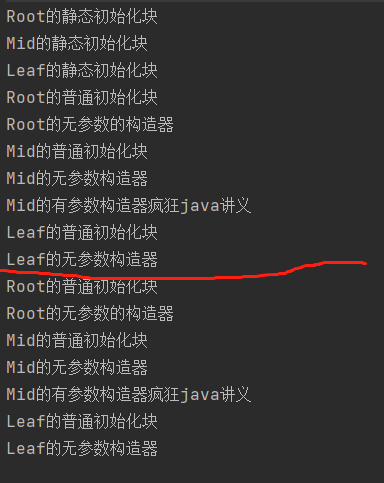 Root的静态初始化块
Mid的静态初始化块
Leaf的静态初始化块
Root的普通初始化块
Root的无参数的构造器
Mid的普通初始化块
Mid的无参数构造器
Mid的有参数构造器疯狂java讲义
Leaf的普通初始化块
Leaf的无参数构造器
Root的普通初始化块
Root的无参数的构造器
Mid的普通初始化块
Mid的无参数构造器
Mid的有参数构造器疯狂java讲义
Leaf的普通初始化块
Leaf的无参数构造器